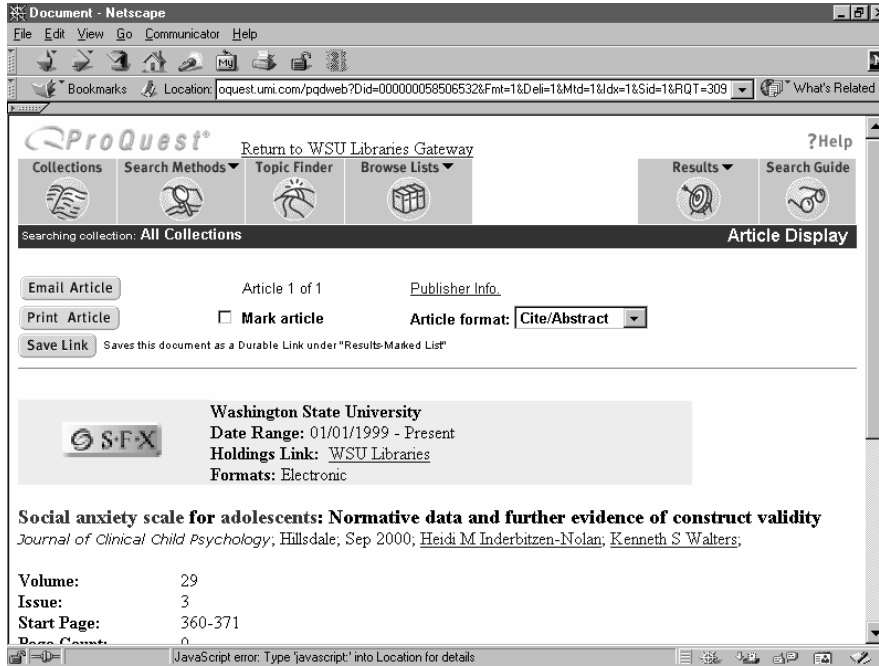 Document - Netscape
File Edit View Go Communicator Help
Bookmarks Location: oquest.umi.com/pqdweb?Did=000000058506532&Fmt=1&Deli=1&Mtd=1&Idx=1&Sid=1&RQT=309 What's Related
ProQuest® Return to WSU Libraries Gateway ?Help
Collections Search Methods Topic Finder Browse Lists Results Search Guide
Searching collection: All Collections Article Display
Email Article Article 1 of 1 Publisher Info.
Print Article Mark article Article format: Cite/Abstract
Save Link Saves this document as a Durable Link under "Results-Marked List"
Washington State University
S·F·X Date Range: 01/01/1999 - Present
Holdings Link: WSU Libraries
Formats: Electronic
Social anxiety scale for adolescents: Normative data and further evidence of construct validity
Journal of Clinical Child Psychology; Hillsdale; Sep 2000; Heidi M Inderbitzen-Nolan; Kenneth S Walters;
Volume: 29
Issue: 3
Start Page: 360-371
Page Count: 0
JavaScript error: Type 'javascript:' into Location for details